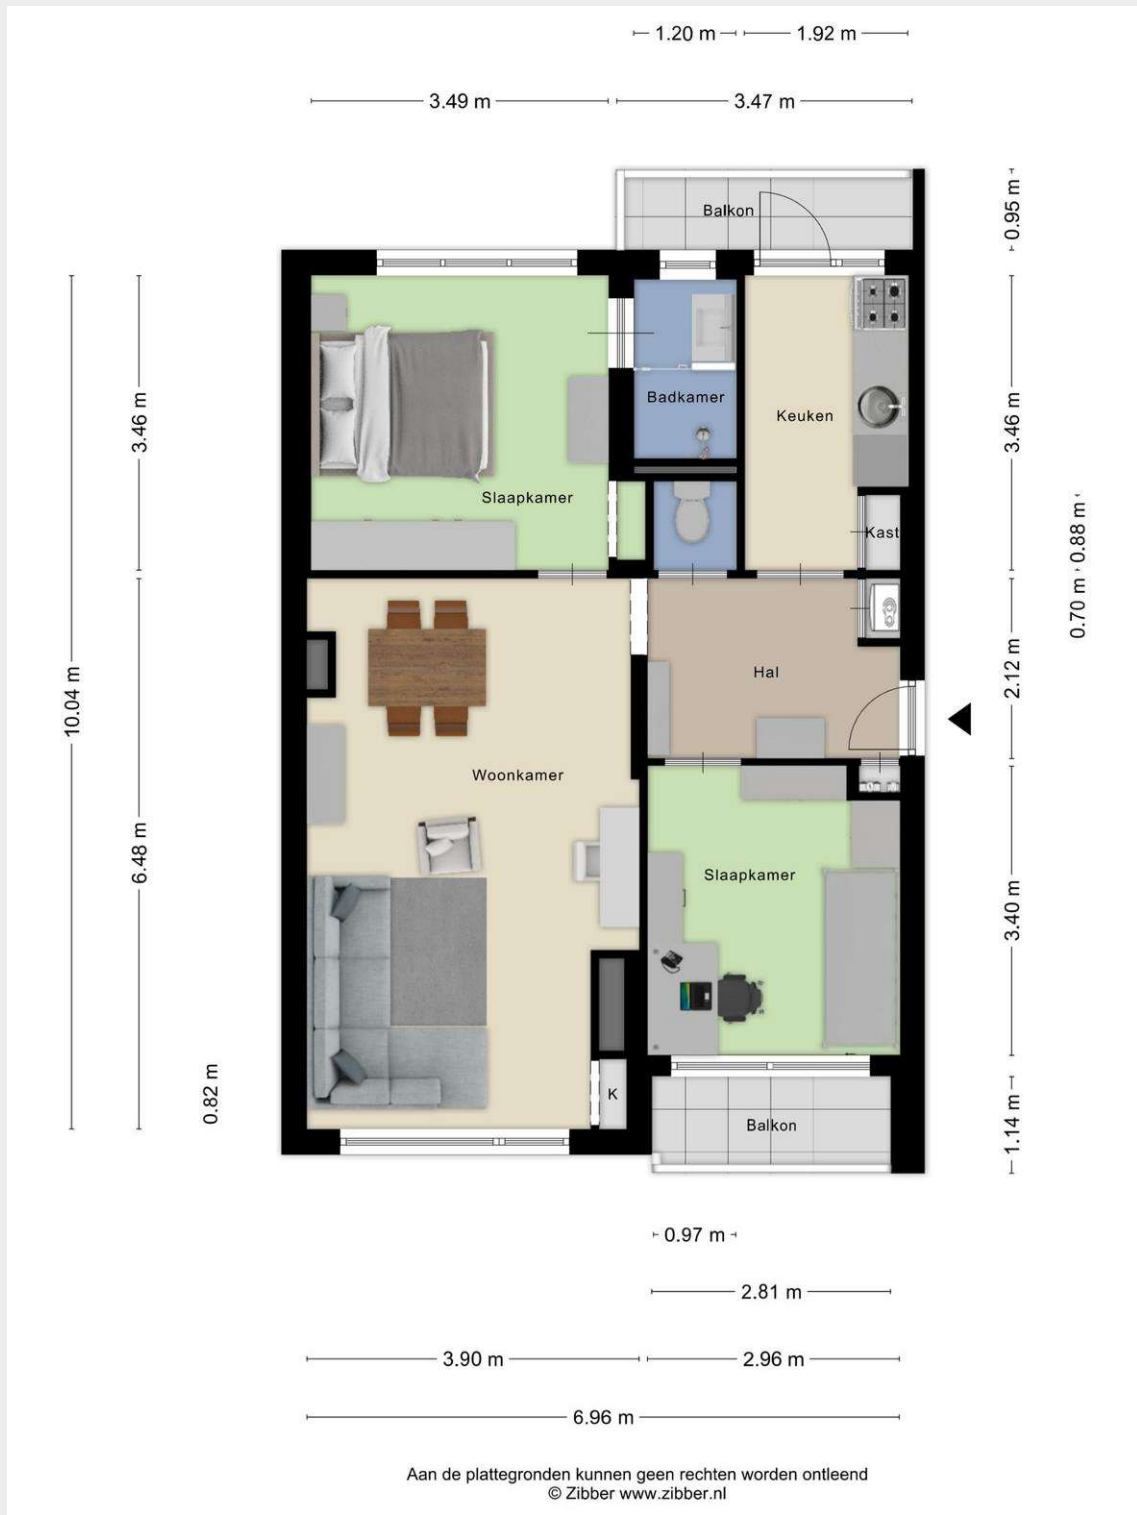 1.20 m
1.92 m
3.49 m
3.47 m
0.95 m
Balkon
3.46 m
3.46 m
Badkamer
Keuken
Slaapkamer
Kast
0.88 m
0.70 m
10.04 m
2.12 m
Hal
Woonkamer
6.48 m
Slaapkamer
3.40 m
0.82 m
K
Balkon
1.14 m
0.97 m
2.81 m
3.90 m
2.96 m
6.96 m
Aan de plattegronden kunnen geen rechten worden ontleend
© Zibber www.zibber.nl